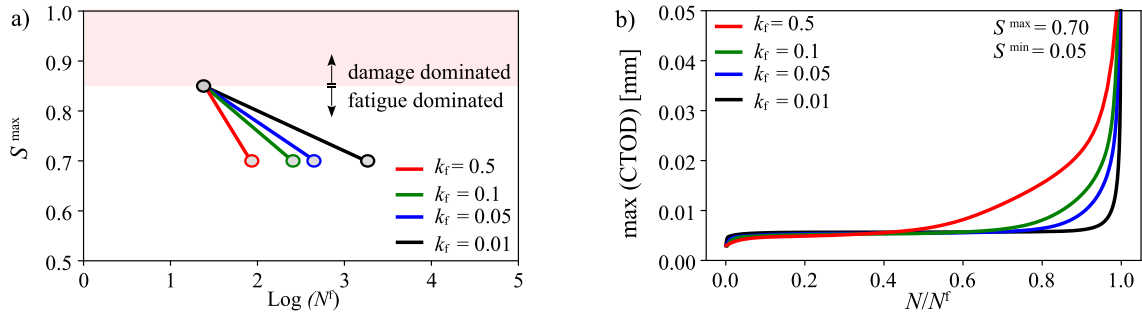 a)
1.0
0.9
0.8
0.7
0.6
0.5
S max
damage dominated
fatigue dominated
kf = 0.5
kf = 0.1
kf = 0.05
kf = 0.01
0 1 2 3 4 5
Log (Nf)
b)
0.05
0.04
0.03
0.02
0.01
0.00
max (CTOD) [mm]
kf = 0.5
kf = 0.1
kf = 0.05
kf = 0.01
S max = 0.70
S min = 0.05
0.0 0.2 0.4 0.6 0.8 1.0
N/Nf